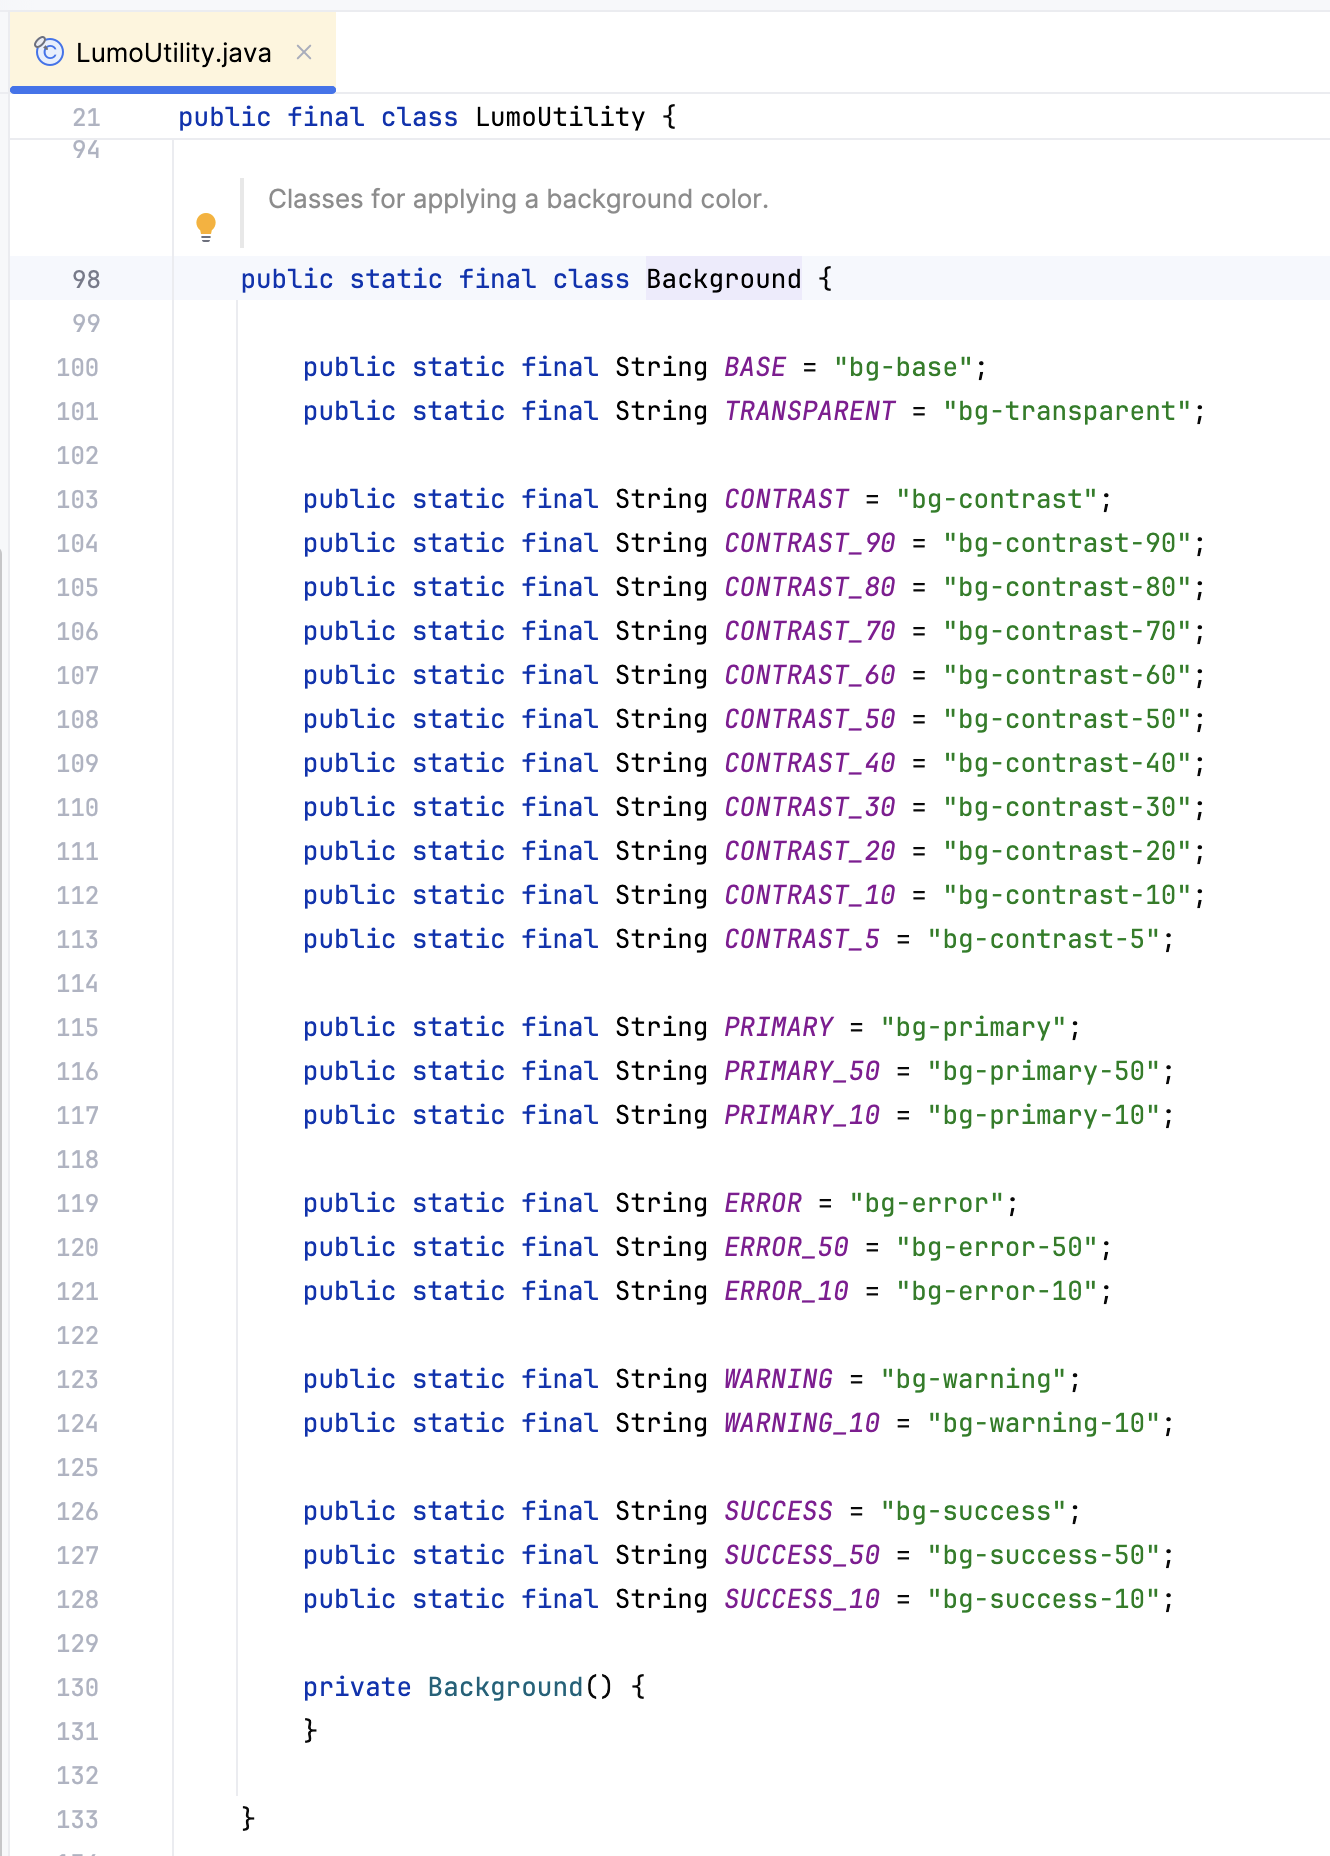 LumoUtility.java
21 public final class LumoUtility {
94
Classes for applying a background color.
98 public static final class Background {
99
100 public static final String BASE = "bg-base";
101 public static final String TRANSPARENT = "bg-transparent";
102
103 public static final String CONTRAST = "bg-contrast";
104 public static final String CONTRAST_90 = "bg-contrast-90";
105 public static final String CONTRAST_80 = "bg-contrast-80";
106 public static final String CONTRAST_70 = "bg-contrast-70";
107 public static final String CONTRAST_60 = "bg-contrast-60";
108 public static final String CONTRAST_50 = "bg-contrast-50";
109 public static final String CONTRAST_40 = "bg-contrast-40";
110 public static final String CONTRAST_30 = "bg-contrast-30";
111 public static final String CONTRAST_20 = "bg-contrast-20";
112 public static final String CONTRAST_10 = "bg-contrast-10";
113 public static final String CONTRAST_5 = "bg-contrast-5";
114
115 public static final String PRIMARY = "bg-primary";
116 public static final String PRIMARY_50 = "bg-primary-50";
117 public static final String PRIMARY_10 = "bg-primary-10";
118
119 public static final String ERROR = "bg-error";
120 public static final String ERROR_50 = "bg-error-50";
121 public static final String ERROR_10 = "bg-error-10";
122
123 public static final String WARNING = "bg-warning";
124 public static final String WARNING_10 = "bg-warning-10";
125
126 public static final String SUCCESS = "bg-success";
127 public static final String SUCCESS_50 = "bg-success-50";
128 public static final String SUCCESS_10 = "bg-success-10";
129
130 private Background() {
131 }
132
133 }